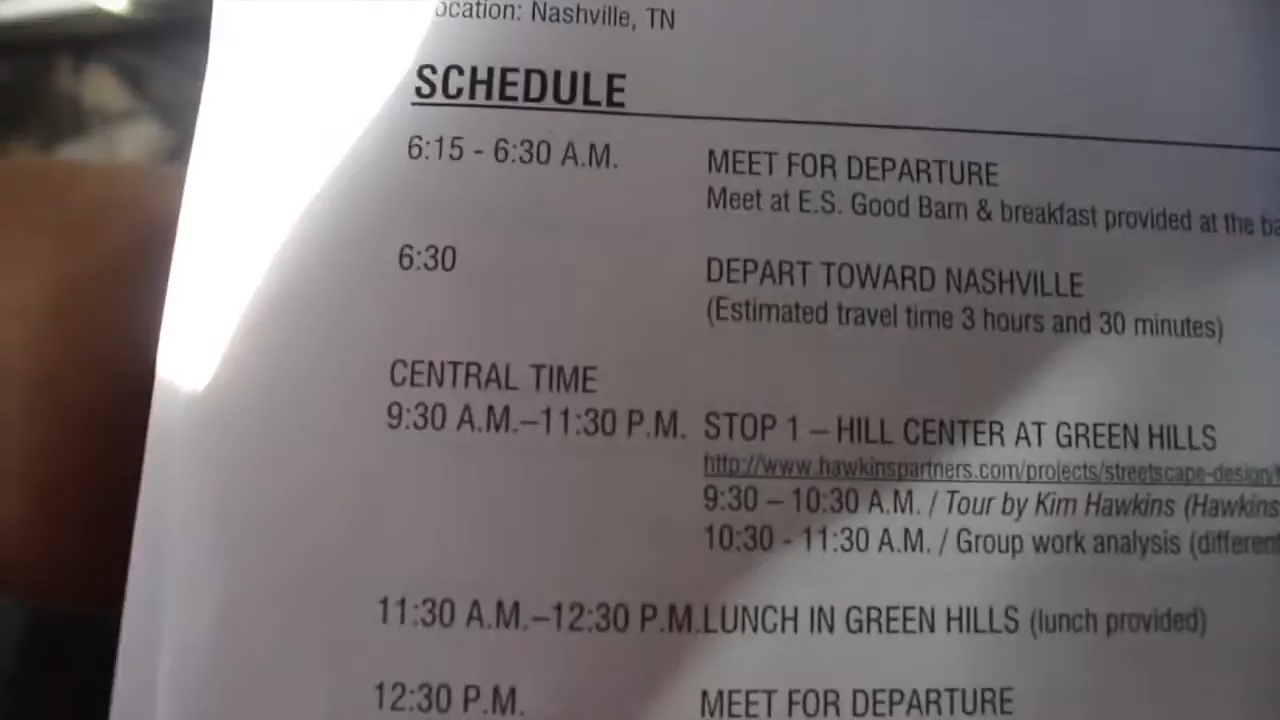 ocation: Nashville, TN
SCHEDULE
6:15 - 6:30 A.M. MEET FOR DEPARTURE
Meet at E.S. Good Barn & breakfast provided at the
6:30 DEPART TOWARD NASHVILLE
(Estimated travel time 3 hours and 30 minutes)
CENTRAL TIME
9:30 A.M.–11:30 P.M. STOP 1 – HILL CENTER AT GREEN HILLS
http://www.hawkinspartners.com/projects/streetscape-design/
9:30 – 10:30 A.M. / Tour by Kim Hawkins (Hawkins
10:30 - 11:30 A.M. / Group work analysis (different
11:30 A.M.–12:30 P.M. LUNCH IN GREEN HILLS (lunch provided)
12:30 P.M. MEET FOR DEPARTURE